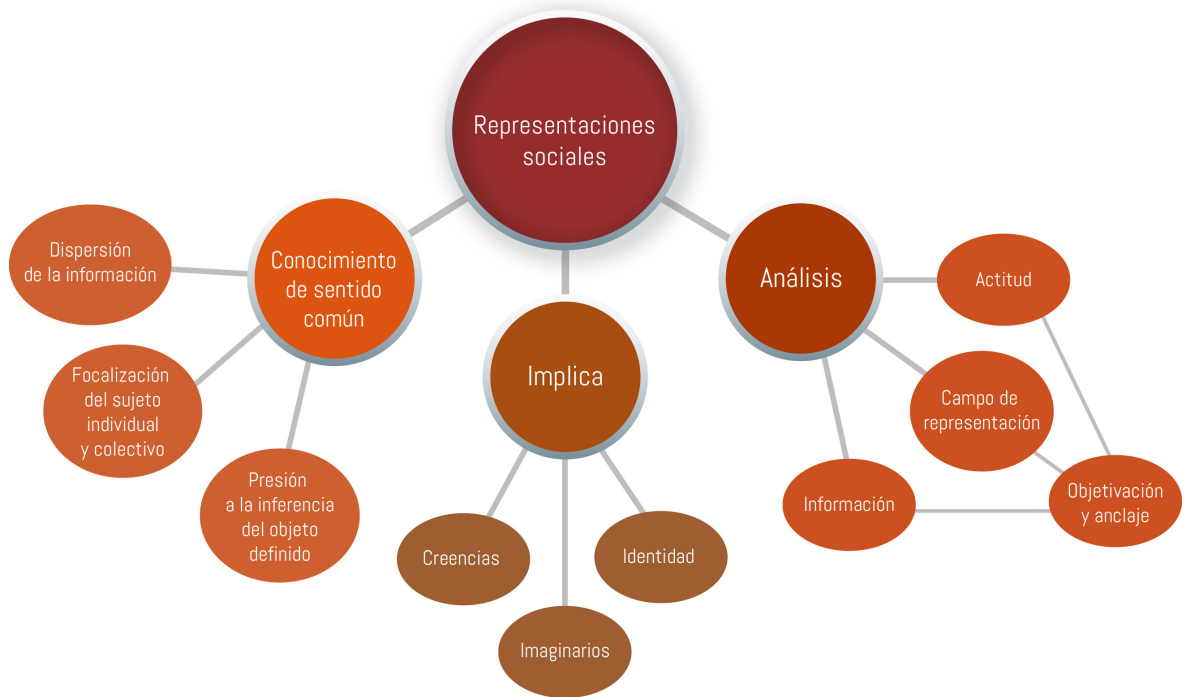 Representaciones
sociales
Conocimiento
de sentido
común
Dispersión
de la información
Focalización
del sujeto
individual
y colectivo
Presión
a la inferencia
del objeto
definido
Implica
Creencias
Imaginarios
Identidad
Análisis
Actitud
Campo de
representación
Información
Objetivación
y anclaje